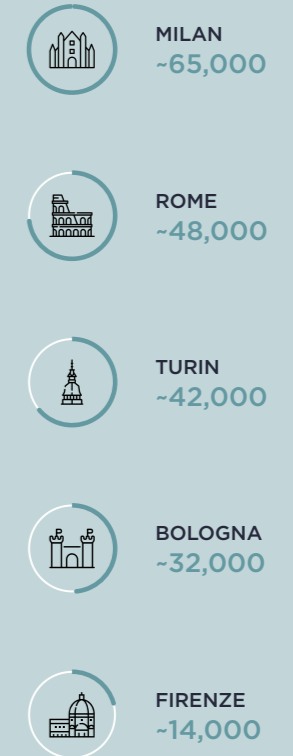 MILAN
~65,000
ROME
~48,000
TURIN
~42,000
BOLOGNA
~32,000
FIRENZE
~14,000